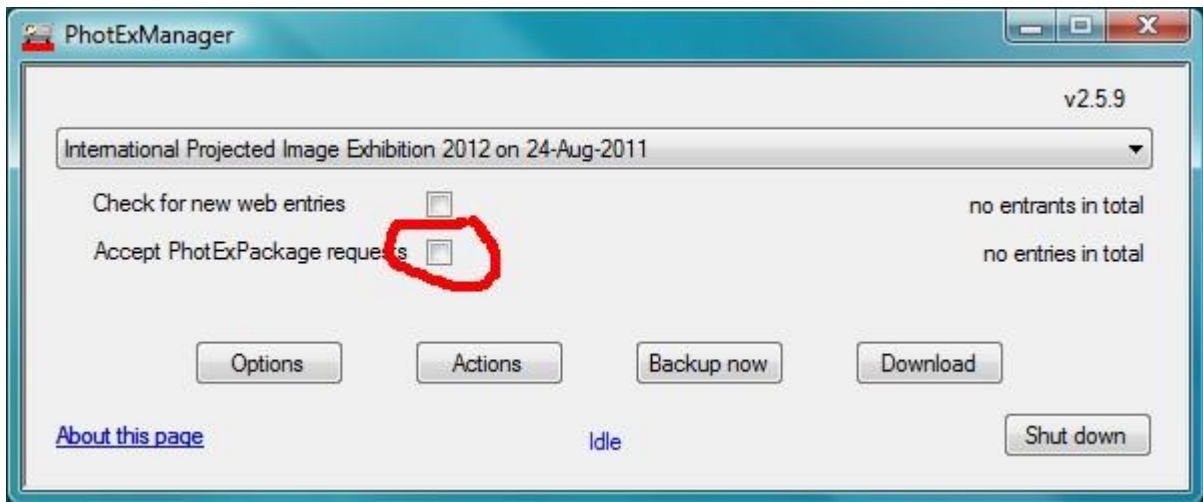 PhotExManager
v2.5.9
International Projected Image Exhibition 2012 on 24-Aug-2011
Check for new web entries no entrants in total
Accept PhotExPackage requests no entries in total
Options Actions Backup now Download
About this page Idle Shut down